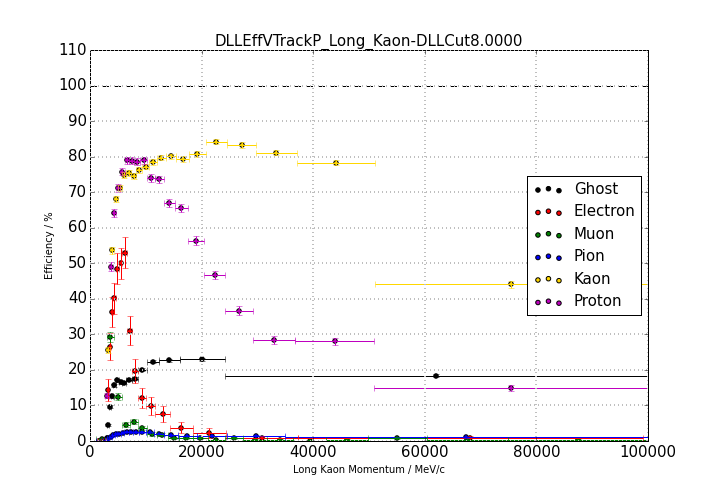 DLLEffVTrackP_Long_Kaon-DLLCut8.0000
110
100
90
80
70
60
50
40
30
20
10
0
Efficiency / %
Ghost
Electron
Muon
Pion
Kaon
Proton
0 20000 40000 60000 80000 100000
Long Kaon Momentum / MeV/c